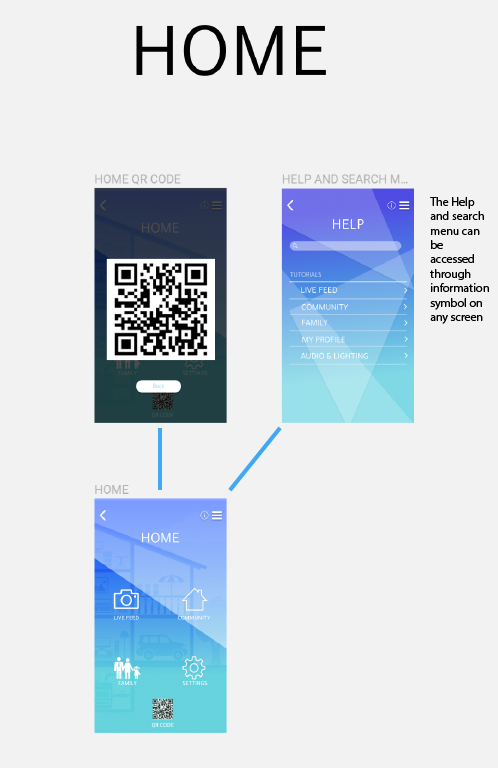 HOME
HOME QR CODE
HOME
FAMILY
SETTINGS
Back
QR CODE
HELP AND SEARCH M...
HELP
TUTORIALS
LIVE FEED
COMMUNITY
FAMILY
MY PROFILE
AUDIO & LIGHTING
The Help
and search
menu can
be
accessed
through
information
symbol on
any screen
HOME
HOME
LIVE FEED
COMMUNITY
FAMILY
SETTINGS
QR CODE